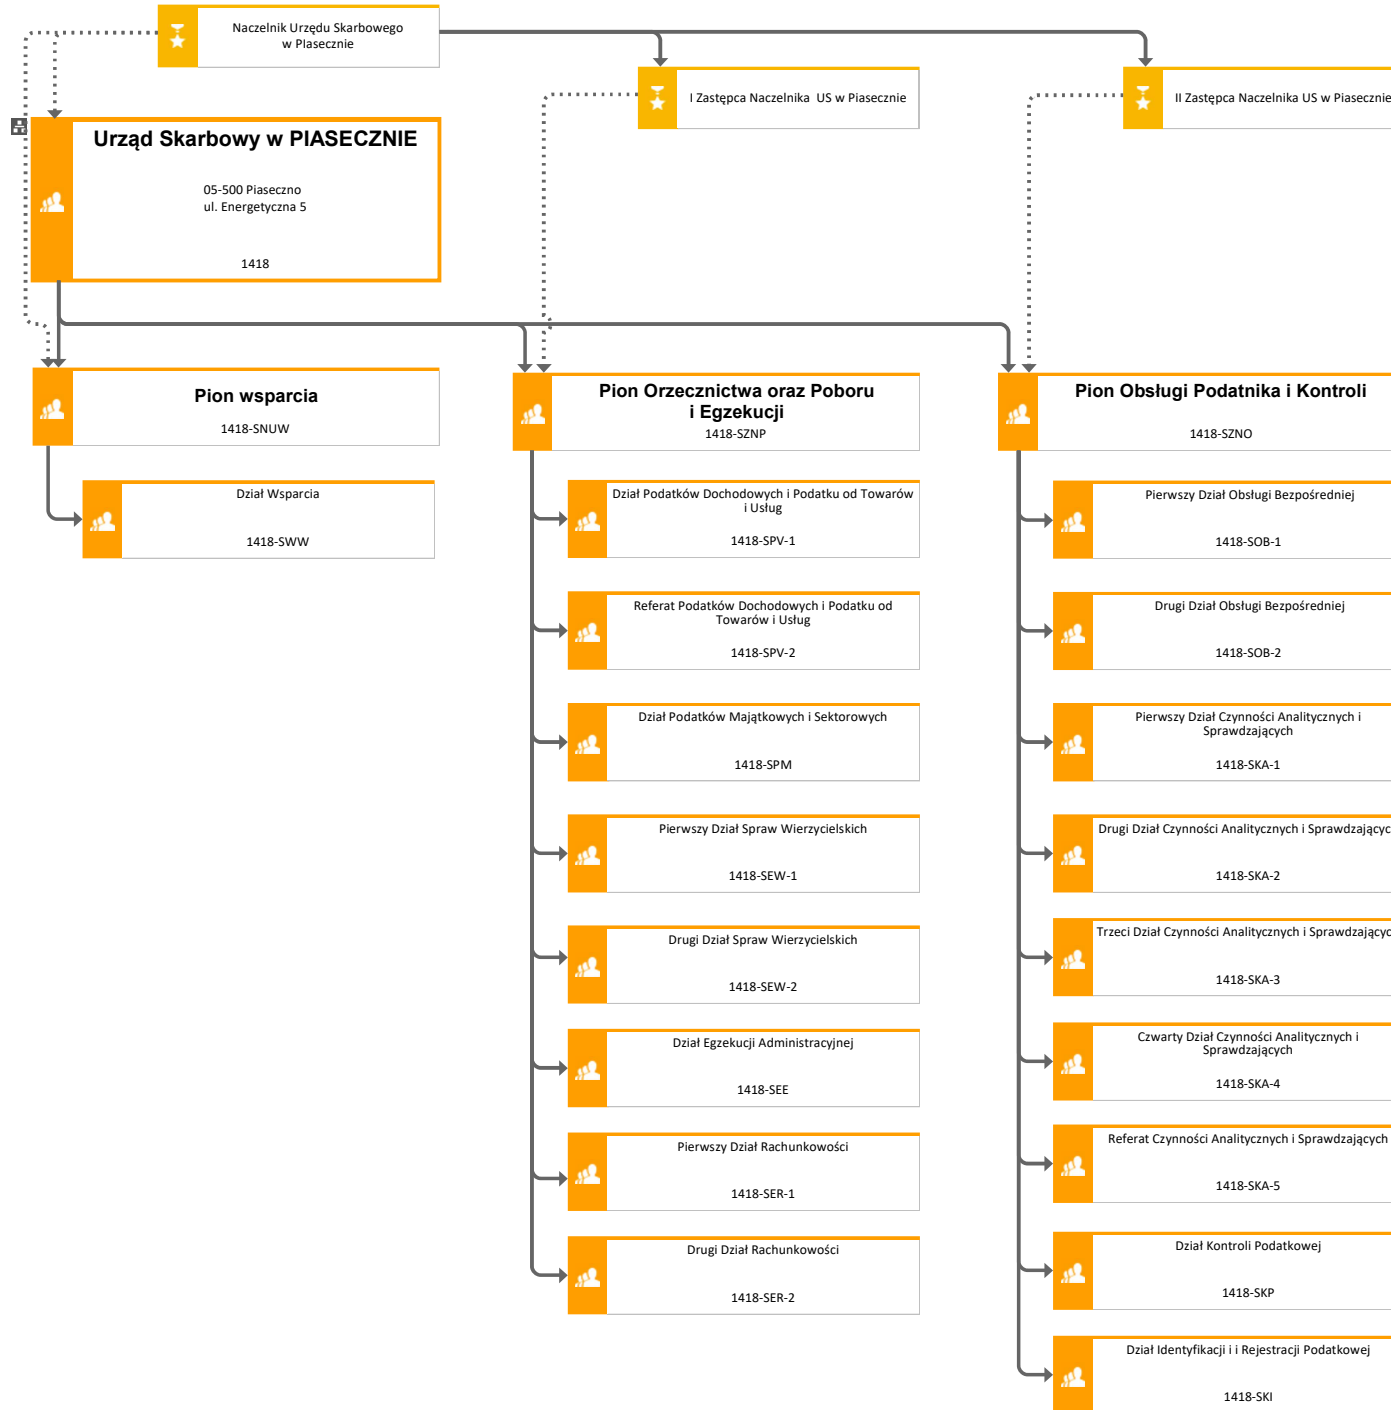 Naczelnik Urzędu Skarbowego
w PIasecznie
I Zastępca Naczelnika  US w Piasecznie
II Zastępca Naczelnika US w Piasecznie
Urząd Skarbowy w PIASECZNIE
05-500 Piaseczno
ul. Energetyczna 5
1418
Pion wsparcia
1418-SNUW
Dział Wsparcia
1418-SWW
Pion Orzecznictwa oraz Poboru
i Egzekucji
1418-SZNP
Dział Podatków Dochodowych i Podatku od Towarów
i Usług
1418-SPV-1
Referat Podatków Dochodowych i Podatku od
Towarów i Usług
1418-SPV-2
Dział Podatków Majątkowych i Sektorowych
1418-SPM
Pierwszy Dział Spraw Wierzycielskich
1418-SEW-1
Drugi Dział Spraw Wierzycielskich
1418-SEW-2
Dział Egzekucji Administracyjnej
1418-SEE
Pierwszy Dział Rachunkowości
1418-SER-1
Drugi Dział Rachunkowości
1418-SER-2
Pion Obsługi Podatnika i Kontroli
1418-SZNO
Pierwszy Dział Obsługi Bezpośredniej
1418-SOB-1
Drugi Dział Obsługi Bezpośredniej
1418-SOB-2
Pierwszy Dział Czynności Analitycznych i
Sprawdzających
1418-SKA-1
Drugi Dział Czynności Analitycznych i Sprawdzający
1418-SKA-2
Trzeci Dział Czynności Analitycznych i Sprawdzający
1418-SKA-3
Czwarty Dział Czynności Analitycznych i
Sprawdzających
1418-SKA-4
Referat Czynności Analitycznych i Sprawdzających
1418-SKA-5
Dział Kontroli Podatkowej
1418-SKP
Dział Identyfikacji i i Rejestracji Podatkowej
1418-SKI